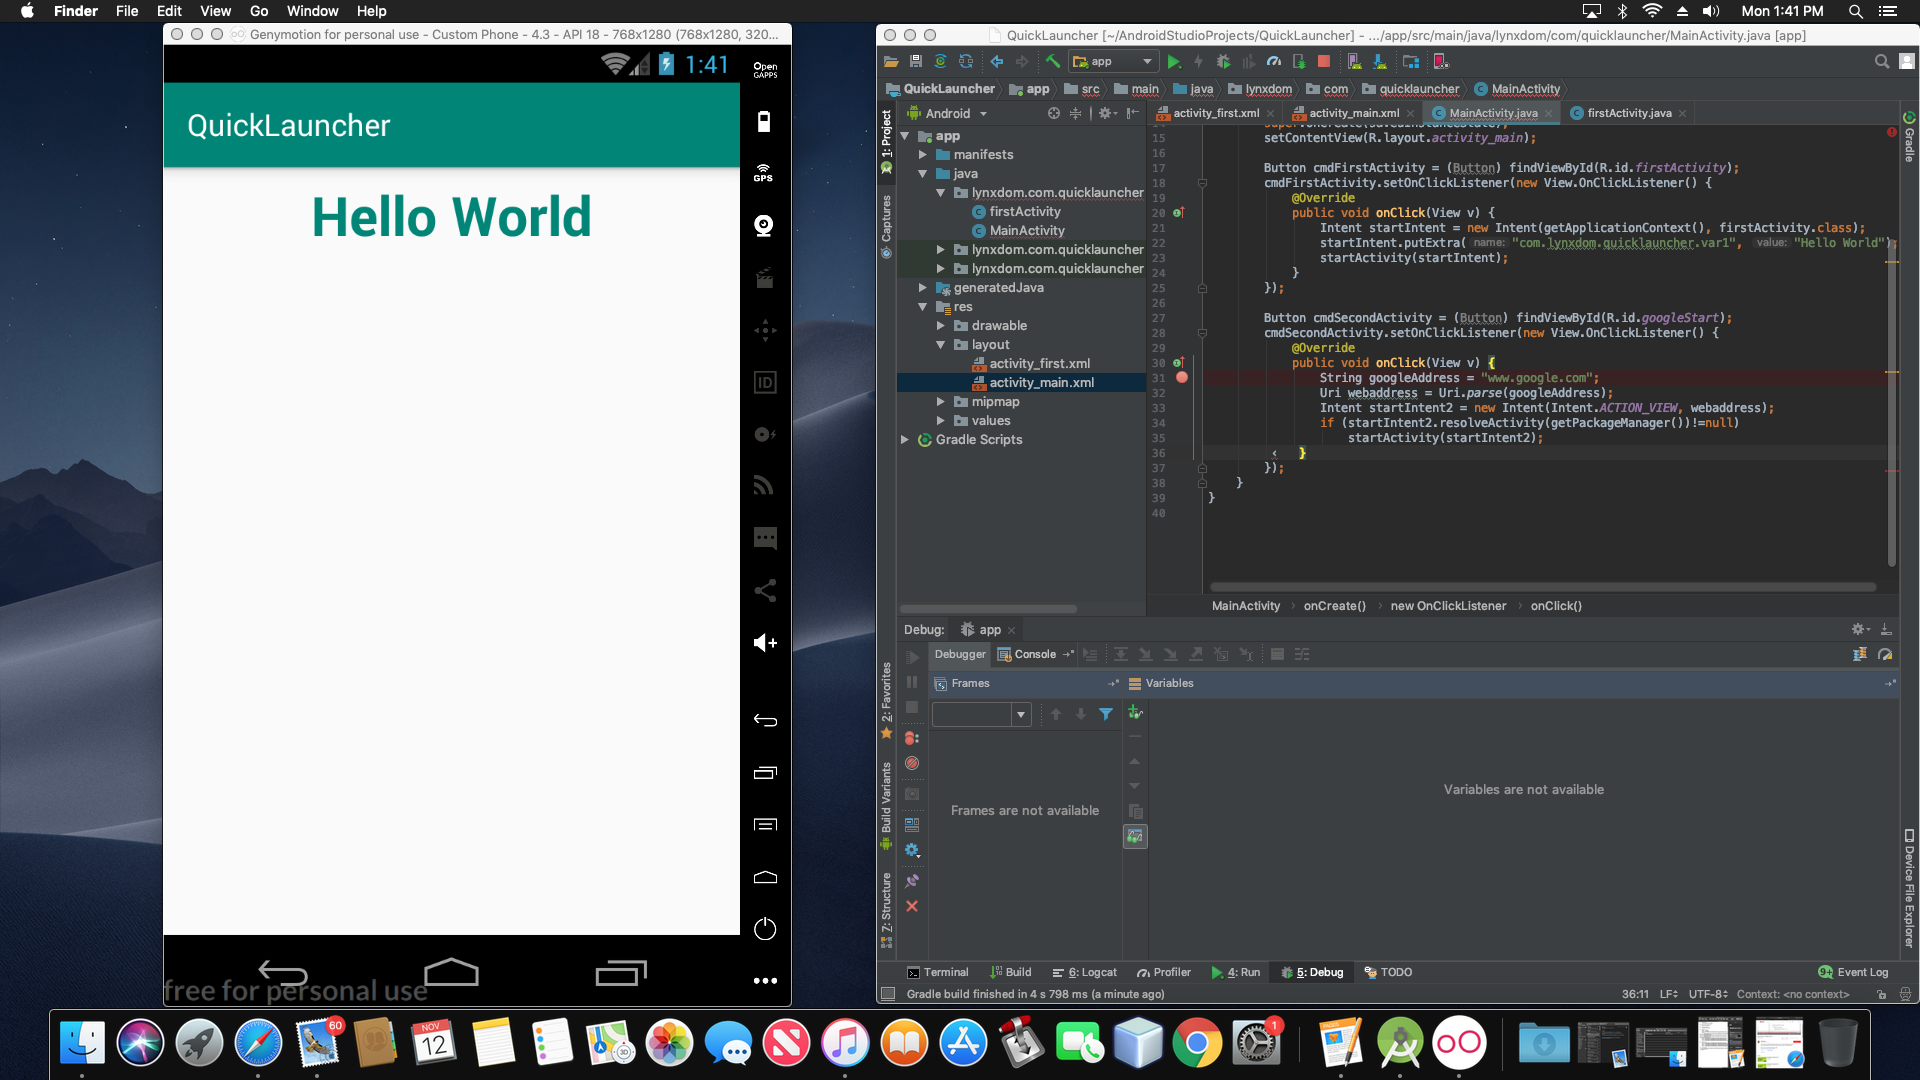 Finder File Edit View Go Window Help
Mon 1:41 PM
Genymotion for personal use - Custom Phone - 4.3 - API 18 - 768x1280 (768x1280, 320...
1:41
QuickLauncher
Hello World
free for personal use
Open GAPPS
GPS
ID
QuickLauncher [~/AndroidStudioProjects/QuickLauncher] - .../app/src/main/java/lynxdom/com/quicklauncher/MainActivity.java [app]
app
QuickLauncher app src main java lynxdom com quicklauncher MainActivity
1: Project
Captures
2: Favorites
Build Variants
7: Structure
Android
app
manifests
java
lynxdom.com.quicklauncher
firstActivity
MainActivity
lynxdom.com.quicklauncher
lynxdom.com.quicklauncher
generatedJava
res
drawable
layout
activity_first.xml
activity_main.xml
mipmap
values
Gradle Scripts
activity_first.xml activity_main.xml MainActivity.java firstActivity.java
15 setContentView(R.layout.activity_main);
16
17 Button cmdFirstActivity = (Button) findViewById(R.id.firstActivity);
18 cmdFirstActivity.setOnClickListener(new View.OnClickListener() {
19 @Override
20 public void onClick(View v) {
21 Intent startIntent = new Intent(getApplicationContext(), firstActivity.class);
22 startIntent.putExtra( name: "com.lynxdom.quicklauncher.var1", value: "Hello World");
23 startActivity(startIntent);
24 }
25 });
26
27 Button cmdSecondActivity = (Button) findViewById(R.id.googleStart);
28 cmdSecondActivity.setOnClickListener(new View.OnClickListener() {
29 @Override
30 public void onClick(View v) {
31 String googleAddress = "www.google.com";
32 Uri webaddress = Uri.parse(googleAddress);
33 Intent startIntent2 = new Intent(Intent.ACTION_VIEW, webaddress);
34 if (startIntent2.resolveActivity(getPackageManager())!=null)
35 startActivity(startIntent2);
36 }
37 });
38 }
39 }
40
MainActivity › onCreate() › new OnClickListener › onClick()
Gradle
Device File Explorer
Debug: app
Debugger Console
Frames Variables
Frames are not available
Variables are not available
Terminal Build 6: Logcat Profiler 4: Run 5: Debug TODO 9+ Event Log
Gradle build finished in 4 s 798 ms (a minute ago) 36:11 LF UTF-8 Context: <no context>
60
NOV
12
3D
1
PAGES